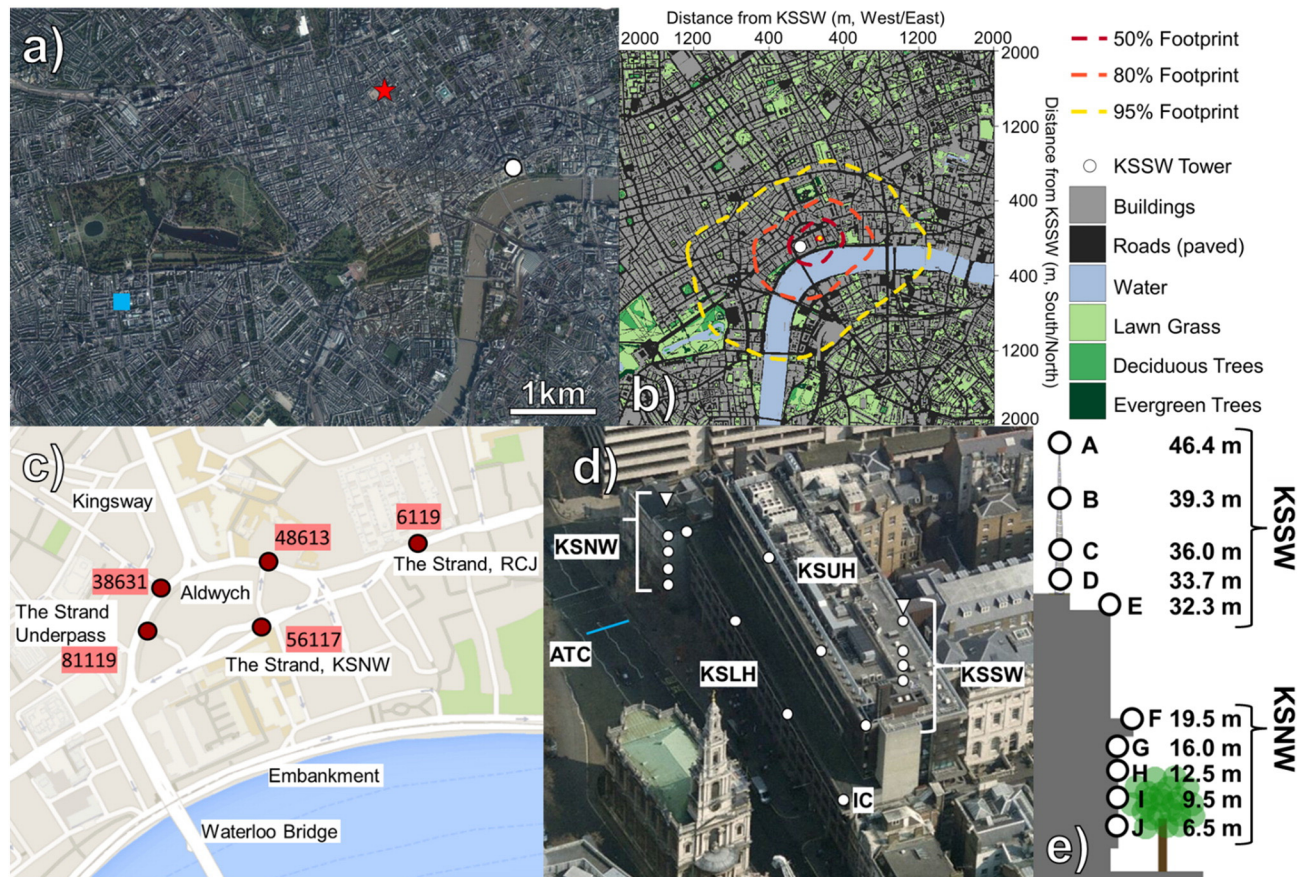 a)
1km
Distance from KSSW (m, West/East)
2000 1200 400 400 1200 2000
2000
1200
400
400
1200
2000
Distance from KSSW (m, South/North)
b)
50% Footprint
80% Footprint
95% Footprint
KSSW Tower
Buildings
Roads (paved)
Water
Lawn Grass
Deciduous Trees
Evergreen Trees
c)
Kingsway
48613
6119
The Strand, RCJ
38631
Aldwych
The Strand
Underpass
81119
56117
The Strand, KSNW
Embankment
Waterloo Bridge
d)
KSNW
KSUH
ATC
KSLH
KSSW
IC
A 46.4 m
B 39.3 m
C 36.0 m
D 33.7 m
E 32.3 m
KSSW
F 19.5 m
G 16.0 m
H 12.5 m
I 9.5 m
J 6.5 m
KSNW
e)